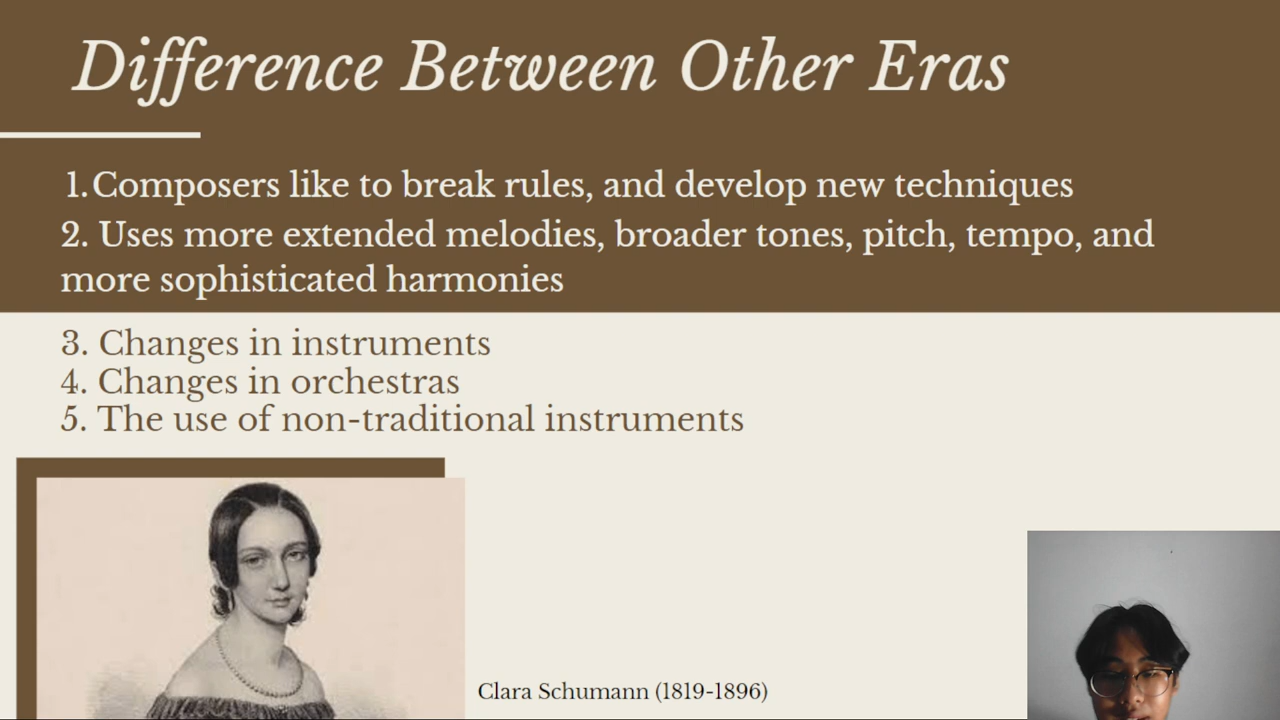 Difference Between Other Eras
1.Composers like to break rules, and develop new techniques
2. Uses more extended melodies, broader tones, pitch, tempo, and
more sophisticated harmonies
3. Changes in instruments
4. Changes in orchestras
5. The use of non-traditional instruments
Clara Schumann (1819-1896)